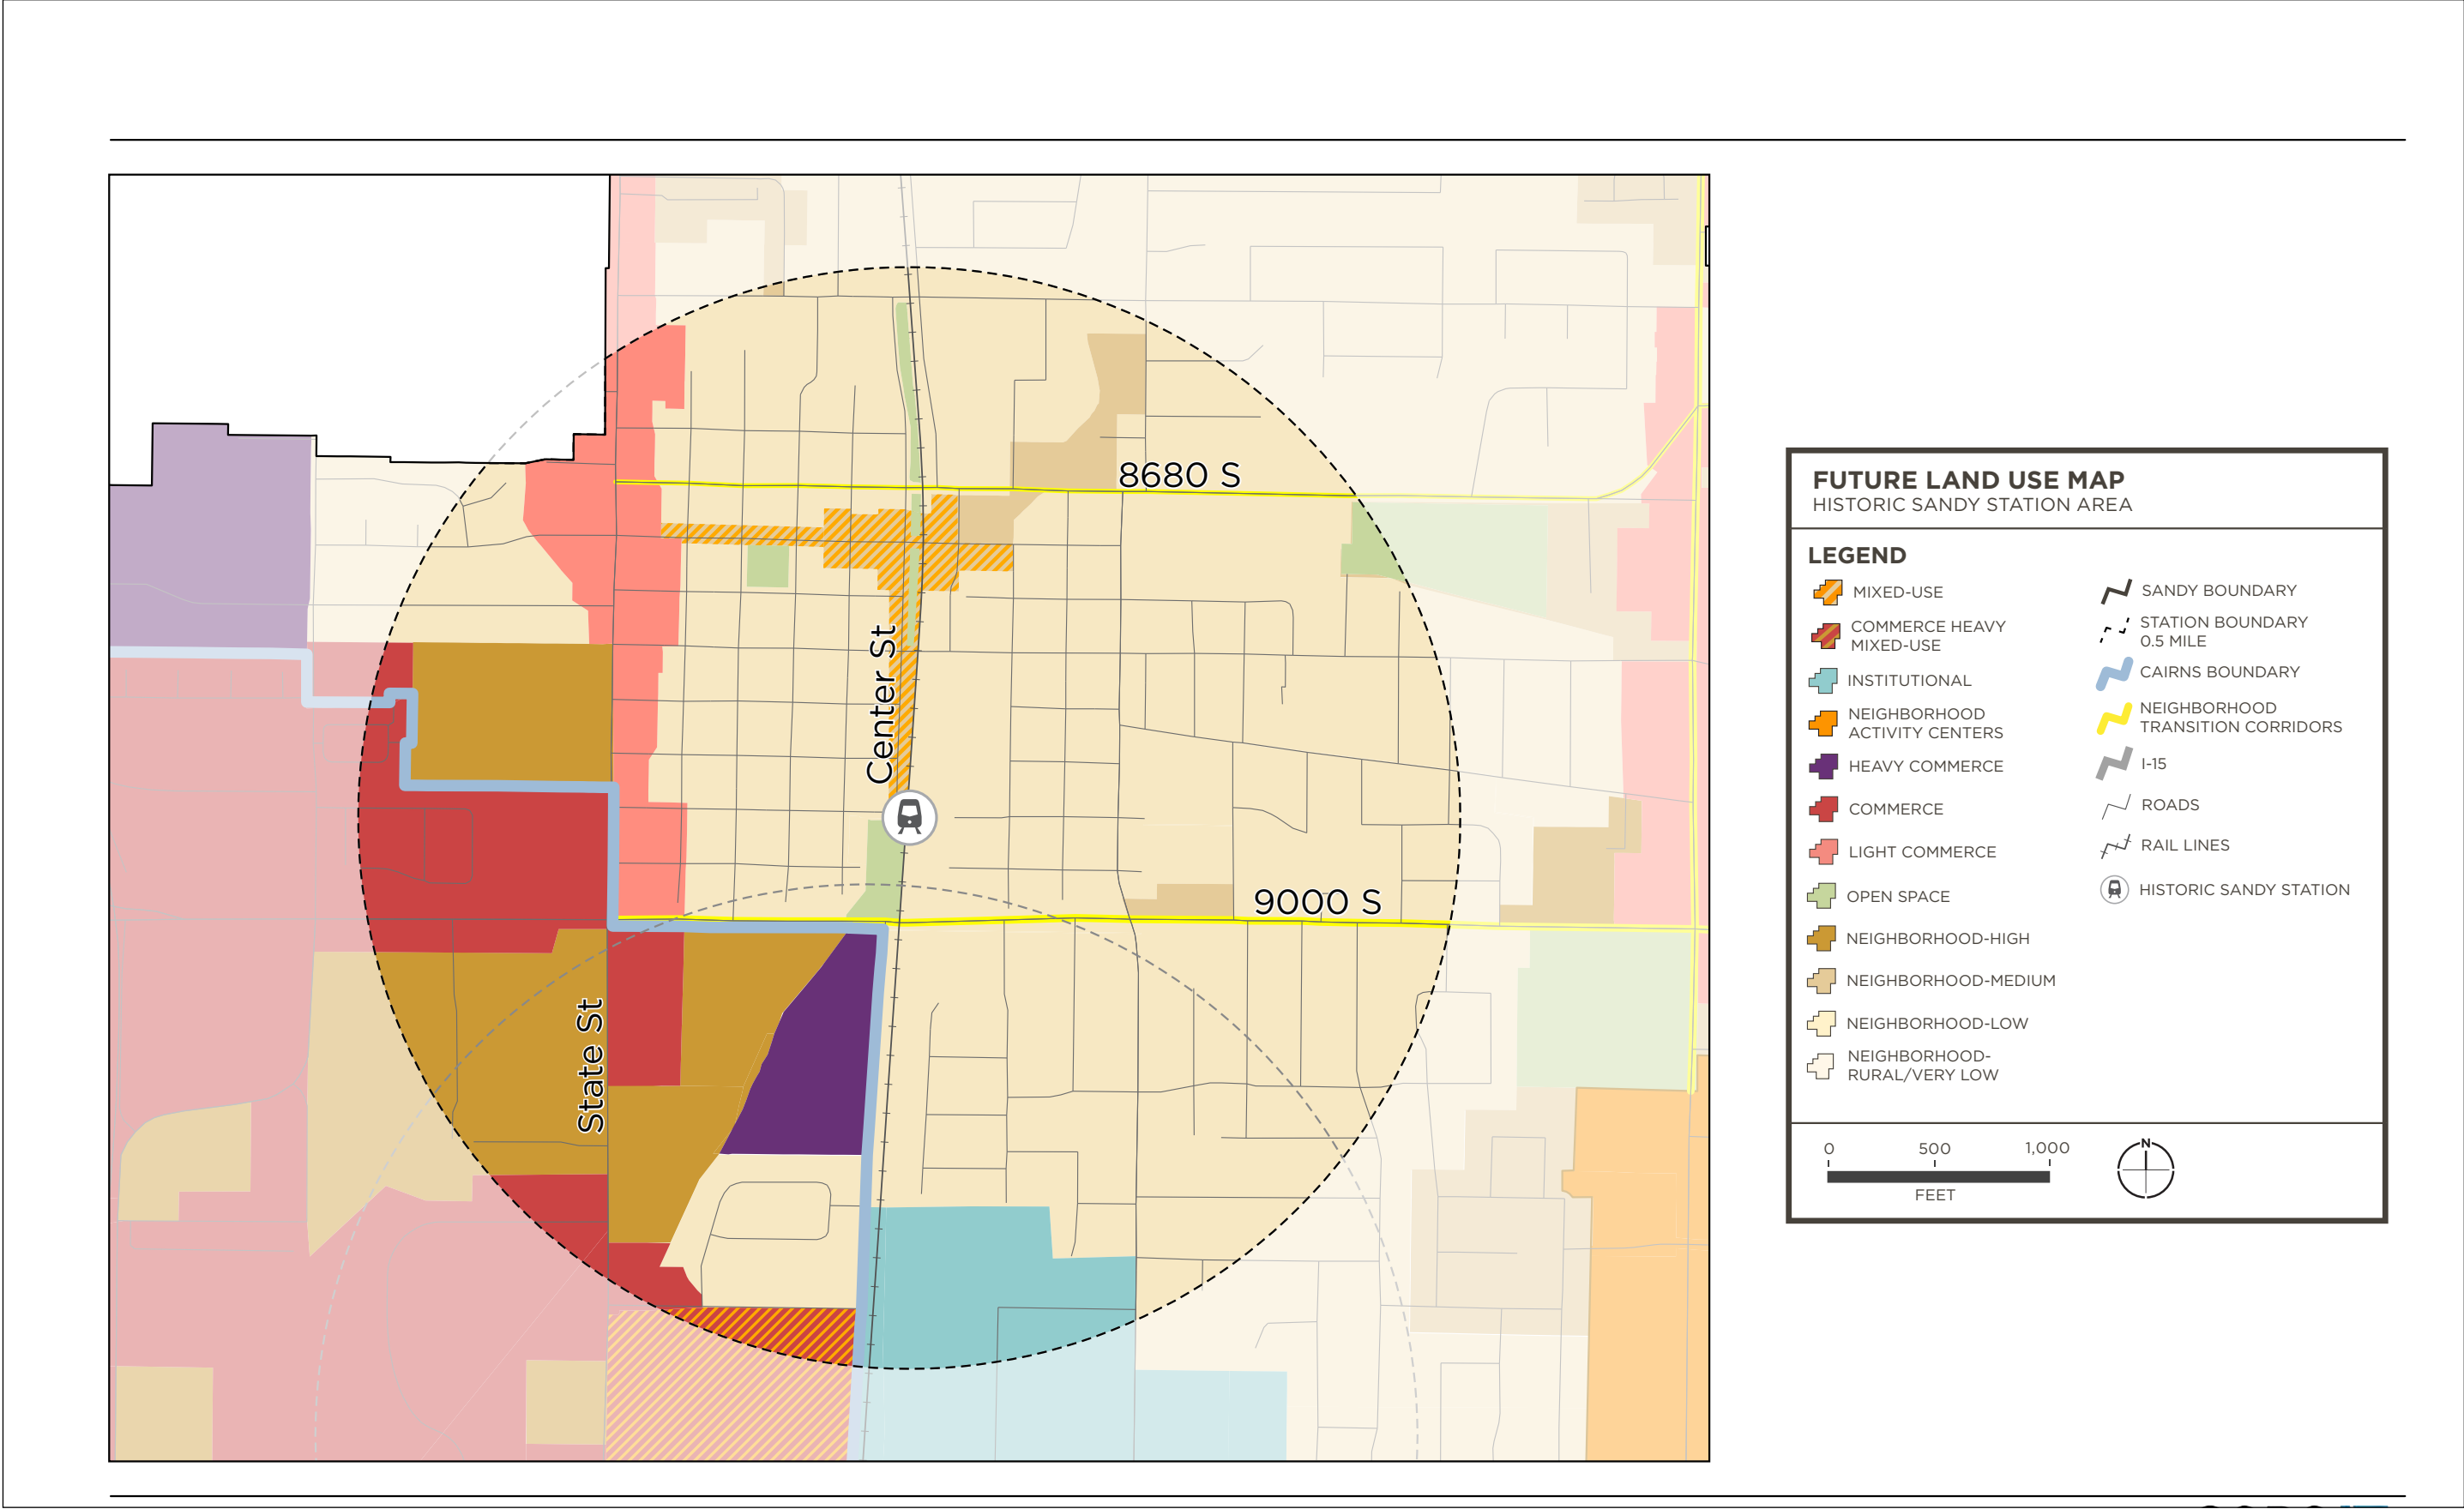 8680 S
Center St
9000 S
State St
FUTURE LAND USE MAP
HISTORIC SANDY STATION AREA
LEGEND
MIXED-USE
COMMERCE HEAVY
MIXED-USE
INSTITUTIONAL
NEIGHBORHOOD
ACTIVITY CENTERS
HEAVY COMMERCE
COMMERCE
LIGHT COMMERCE
OPEN SPACE
NEIGHBORHOOD-HIGH
NEIGHBORHOOD-MEDIUM
NEIGHBORHOOD-LOW
NEIGHBORHOOD-
RURAL/VERY LOW
SANDY BOUNDARY
STATION BOUNDARY
0.5 MILE
CAIRNS BOUNDARY
NEIGHBORHOOD
TRANSITION CORRIDORS
I-15
ROADS
RAIL LINES
HISTORIC SANDY STATION
0 500 1,000
FEET
N